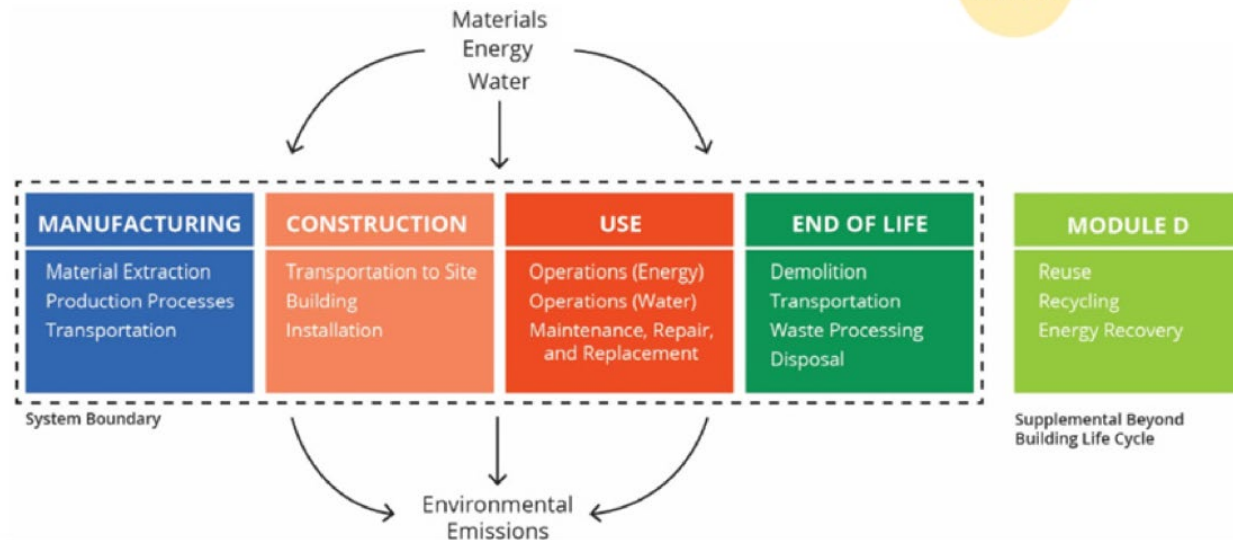 Materials
Energy
Water
MANUFACTURING
Material Extraction
Production Processes
Transportation
CONSTRUCTION
Transportation to Site
Building
Installation
USE
Operations (Energy)
Operations (Water)
Maintenance, Repair,
and Replacement
END OF LIFE
Demolition
Transportation
Waste Processing
Disposal
MODULE D
Reuse
Recycling
Energy Recovery
System Boundary
Supplemental Beyond
Building Life Cycle
Environmental
Emissions